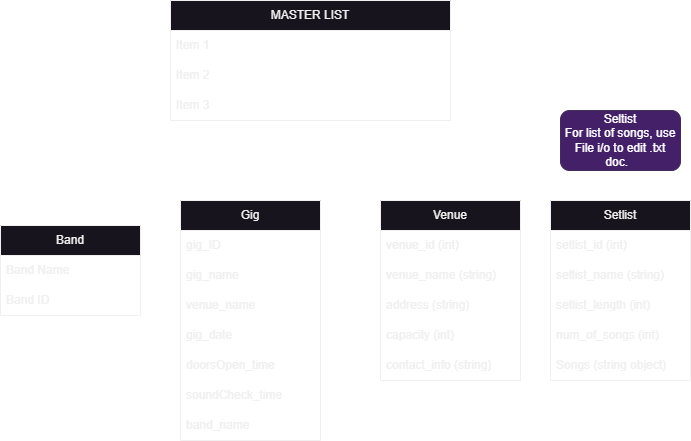 MASTER LIST
Item 1
Item 2
Item 3
Setlist
For list of songs, use
File i/o to edit .txt
doc.
Band
Band Name
Band ID
Gig
gig_ID
gig_name
venue_name
gig_date
doorsOpen_time
soundCheck_time
band_name
Venue
venue_id (int)
venue_name (string)
address (string)
capacity (int)
contact_info (string)
Setlist
setlist_id (int)
setlist_name (string)
setlist_length (int)
num_of_songs (int)
Songs (string object)